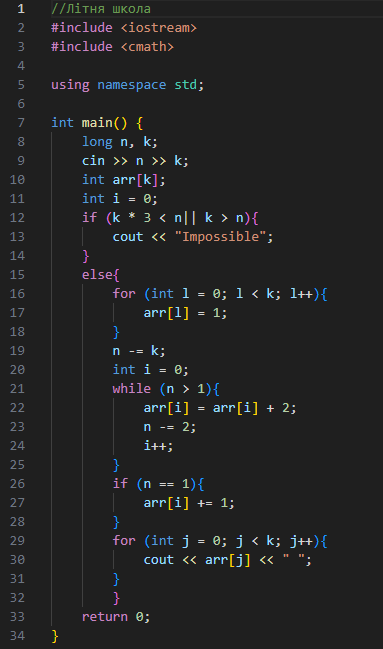 1 //Літня школа
2 #include <iostream>
3 #include <cmath>
4
5 using namespace std;
6
7 int main() {
8     long n, k;
9     cin >> n >> k;
10     int arr[k];
11     int i = 0;
12     if (k * 3 < n|| k > n){
13         cout << "Impossible";
14     }
15     else{
16         for (int l = 0; l < k; l++){
17             arr[l] = 1;
18         }
19         n -= k;
20         int i = 0;
21         while (n > 1){
22             arr[i] = arr[i] + 2;
23             n -= 2;
24             i++;
25         }
26         if (n == 1){
27             arr[i] += 1;
28         }
29         for (int j = 0; j < k; j++){
30             cout << arr[j] << " ";
31         }
32         }
33     return 0;
34 }